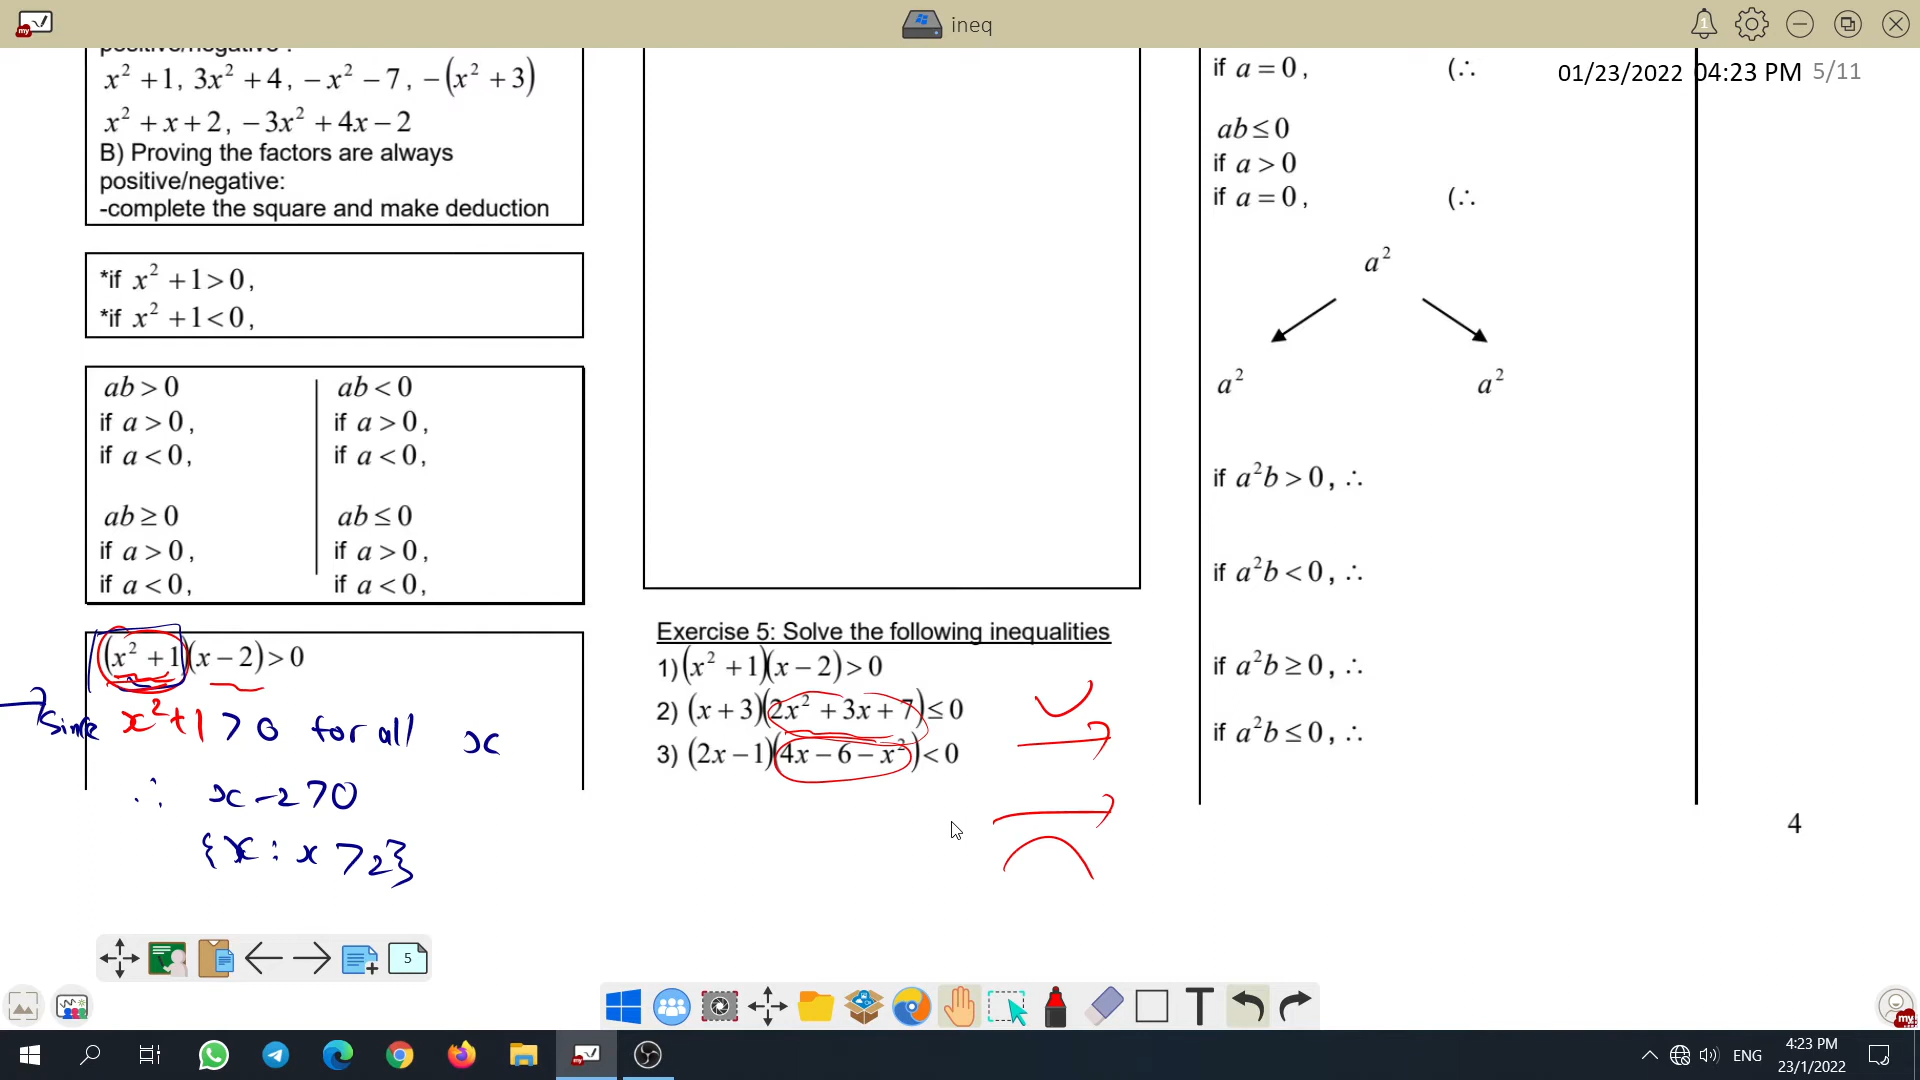 ineq
01/23/2022 04:23 PM 5/11
x² + 1, 3x² + 4, −x² − 7, −(x² + 3)
x² + x + 2, −3x² + 4x − 2
B) Proving the factors are always
positive/negative:
-complete the square and make deduction
*if x² + 1 > 0,
*if x² + 1 < 0,
ab > 0
if a > 0,
if a < 0,
ab ≥ 0
if a > 0,
if a < 0,
ab < 0
if a > 0,
if a < 0,
ab ≤ 0
if a > 0,
if a < 0,
(x² + 1)(x − 2) > 0
since x² + 1 > 0 for all x
∴ x − 2 > 0
{x : x > 2}
Exercise 5: Solve the following inequalities
1) (x² + 1)(x − 2) > 0
2) (x + 3)(2x² + 3x + 7) ≤ 0
3) (2x − 1)(4x − 6 − x²) < 0
if a = 0, (∴
ab ≤ 0
if a > 0
if a = 0, (∴
a²
a² a²
if a²b > 0, ∴
if a²b < 0, ∴
if a²b ≥ 0, ∴
if a²b ≤ 0, ∴
4
5
T
ENG
4:23 PM
23/1/2022